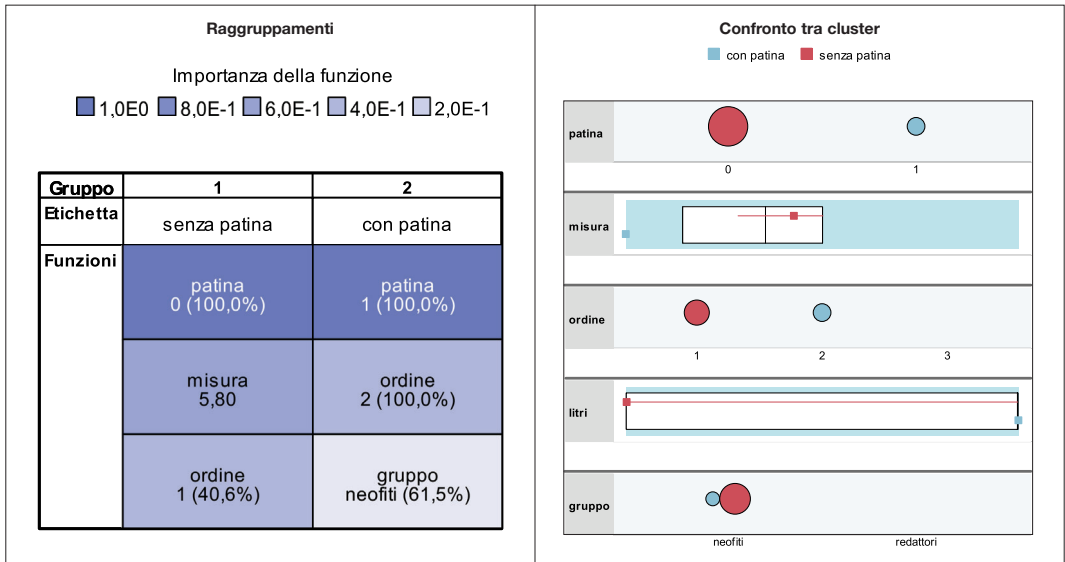 Raggruppamenti
Importanza della funzione
1,0E0 8,0E-1 6,0E-1 4,0E-1 2,0E-1
Gruppo 1 2
Etichetta senza patina con patina
Funzioni
patina patina
0 (100,0%) 1 (100,0%)
misura ordine
5,80 2 (100,0%)
ordine gruppo
1 (40,6%) neofiti (61,5%)
Confronto tra cluster
con patina senza patina
patina
0 1
misura
ordine
1 2 3
litri
gruppo
neofiti redattori